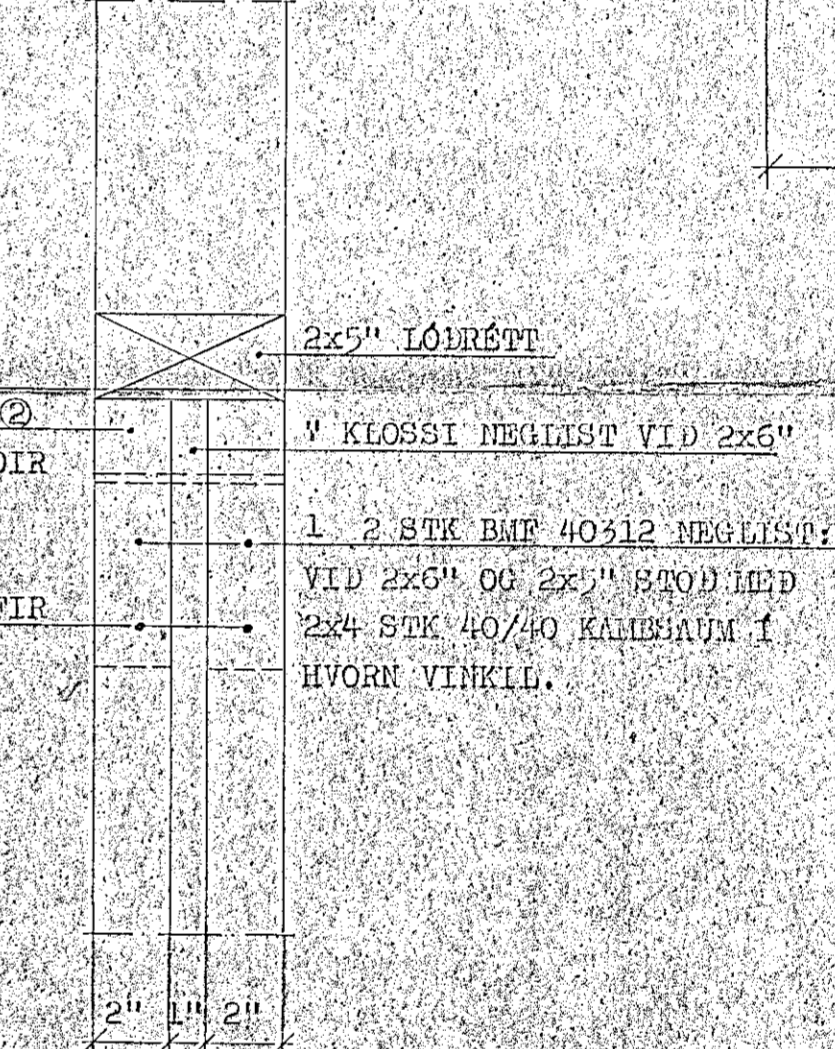 2x5" LÓÐRÉTT
②
" KLOSSI NEGLIST VIÐ 2x6"
ÐIR
1 2 STK BMF 40312 NEGLIST:
VIÐ 2x6" OG 2x5" STOÐ MEÐ
FIR
2x4 STK 40/40 KAMBSAUM Í
HVORN VINKIL.
2" 1" 2"